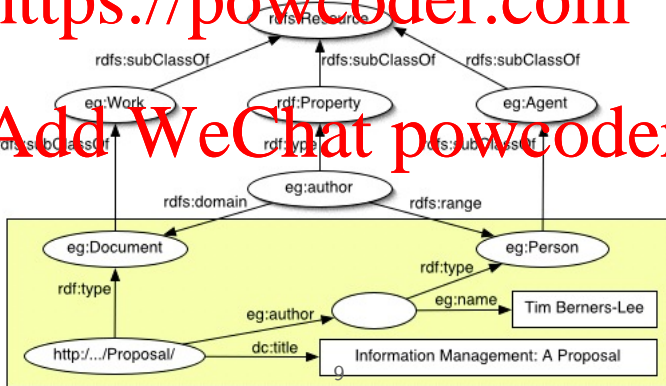 https://powcoder.com
rdfs:Resource
rdfs:subClassOf rdfs:subClassOf rdfs:subClassOf
eg:Work rdf:Property eg:Agent
Add WeChat powcoder
rdfs:subClassOf rdf:type rdfs:subClassOf
eg:author
rdfs:domain rdfs:range
eg:Document eg:Person
rdf:type rdf:type
eg:author eg:name Tim Berners-Lee
http:/.../Proposal/ dc:title Information Management: A Proposal
9